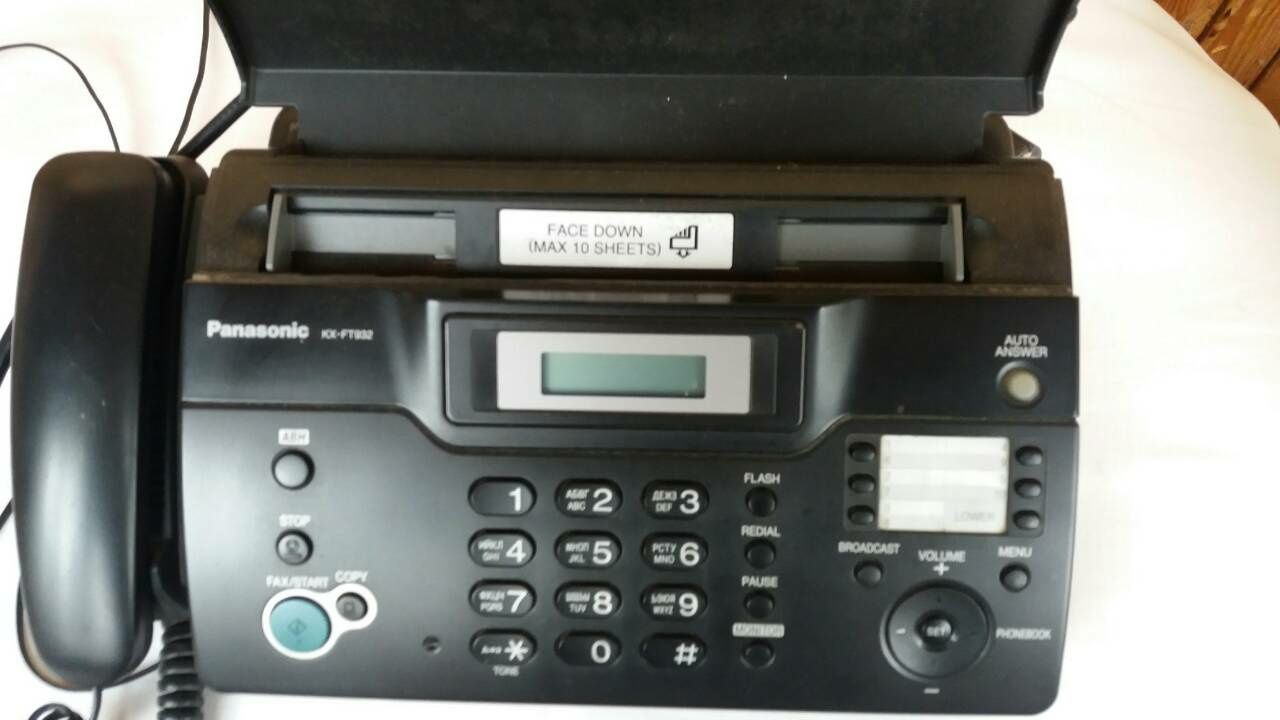 FACE DOWN
(MAX 10 SHEETS)
Panasonic KX-FT932
AUTO
ANSWER
АВН
STOP
FAX/START
COPY
1
АБВГ
ABC 2
ДЕЖЗ
DEF 3
ИЙКЛ
GHI 4
МНОП
JKL 5
РСТУ
MNO 6
ФХЦЧ
PQRS 7
TUV 8
WXYZ 9
*
TONE
0
#
FLASH
REDIAL
PAUSE
MONITOR
LOWER
BROADCAST
VOLUME
+
MENU
SET
PHONEBOOK